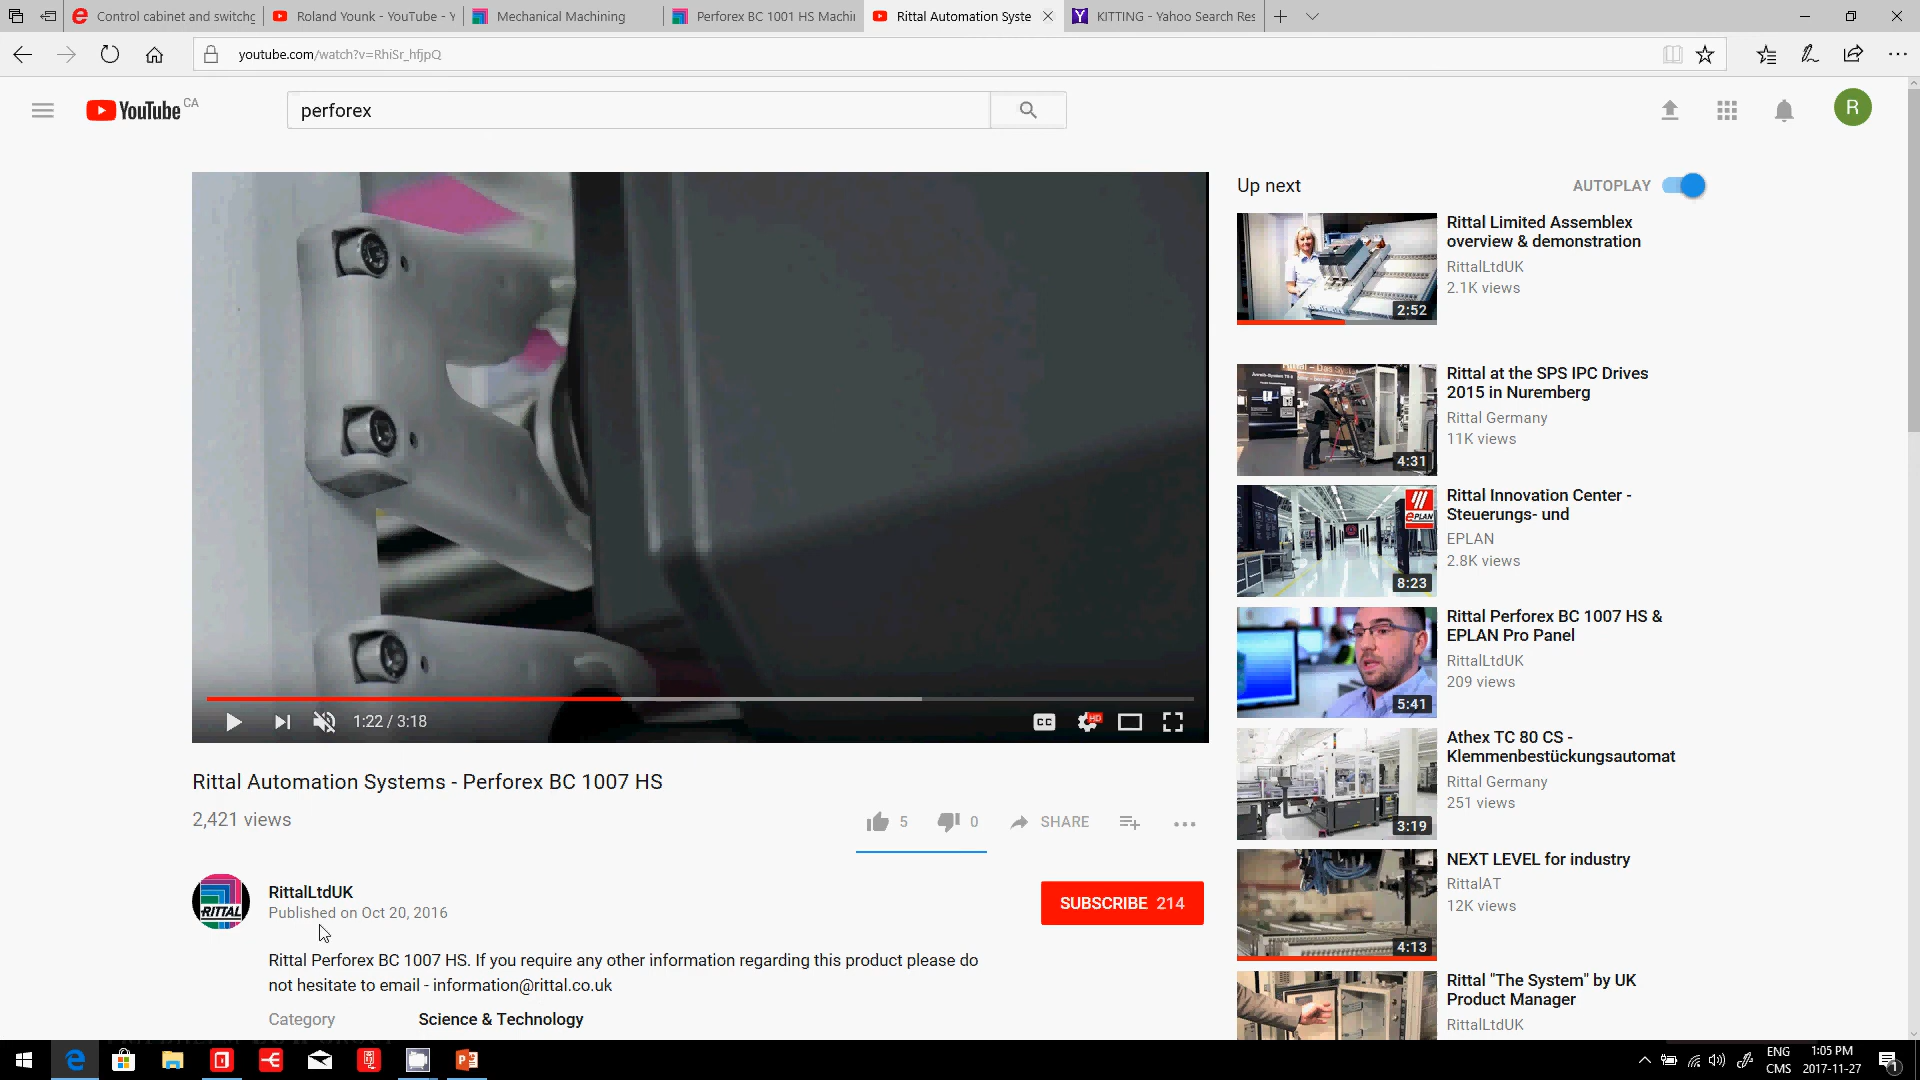 Control cabinet and switchg
Roland Younk - YouTube - Y
Mechanical Machining
Perforex BC 1001 HS Machin
Rittal Automation Syste
KITTING - Yahoo Search Res
youtube.com/watch?v=RhiSr_hfjpQ
YouTube CA
perforex
R
Up next
AUTOPLAY
Rittal Limited Assemblex
overview & demonstration
RittalLtdUK
2.1K views
2:52
Rittal at the SPS IPC Drives
2015 in Nuremberg
Rittal Germany
11K views
4:31
Rittal Innovation Center -
Steuerungs- und
EPLAN
2.8K views
ePLAN
8:23
Rittal Perforex BC 1007 HS &
EPLAN Pro Panel
RittalLtdUK
209 views
5:41
Athex TC 80 CS -
Klemmenbestückungsautomat
Rittal Germany
251 views
3:19
NEXT LEVEL for industry
RittalAT
12K views
4:13
Rittal "The System" by UK
Product Manager
RittalLtdUK
1:22 / 3:18
CC
HD
Rittal Automation Systems - Perforex BC 1007 HS
2,421 views
5
0
SHARE
RITTAL
RittalLtdUK
Published on Oct 20, 2016
SUBSCRIBE 214
Rittal Perforex BC 1007 HS. If you require any other information regarding this product please do
not hesitate to email - information@rittal.co.uk
Category
Science & Technology
ENG
CMS
1:05 PM
2017-11-27
1